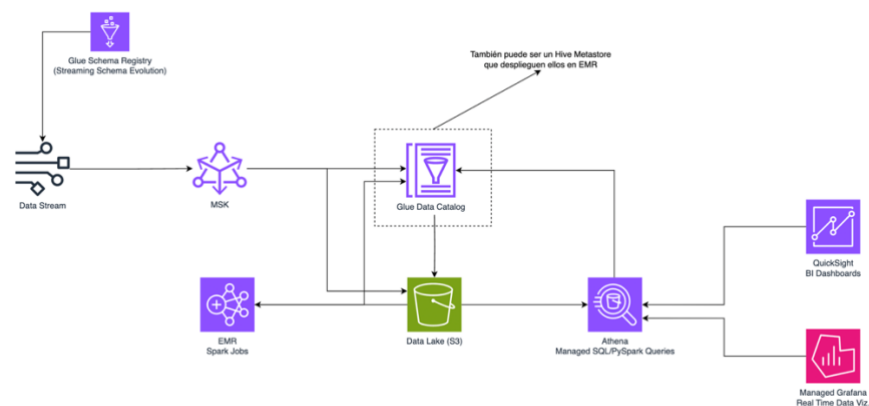 También puede ser un Hive Metastore
que desplieguen ellos en EMR
Glue Schema Registry
(Streaming Schema Evolution)
Data Stream
MSK
Glue Data Catalog
QuickSight
BI Dashboards
EMR
Spark Jobs
Data Lake (S3)
Athena
Managed SQL/PySpark Queries
Managed Grafana
Real Time Data Viz.